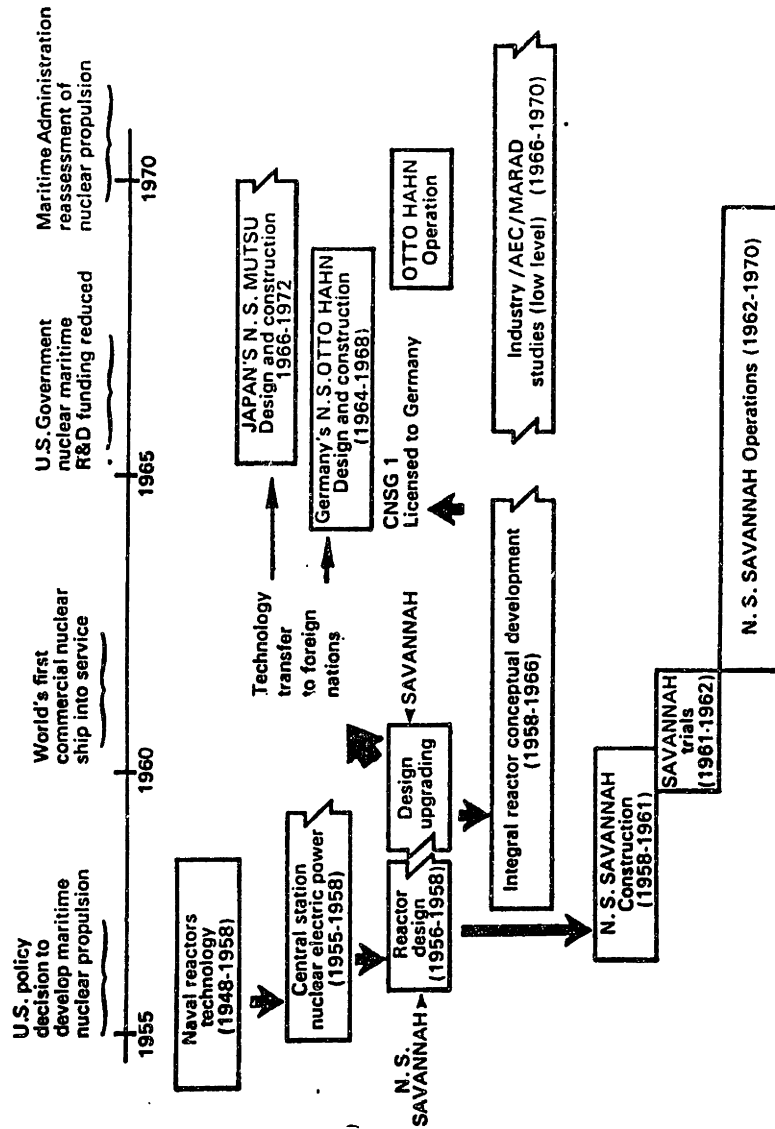 U.S. policy
decision to
develop maritime
nuclear propulsion
World's first
commercial nuclear
ship into service
U.S. Government
nuclear maritime
R&D funding reduced
Maritime Administration
reassessment of
nuclear propulsion
1955
1960
1965
1970
Naval reactors
technology
(1948-1958)
Central station
nuclear electric power
(1955-1958)
N. S.
SAVANNAH
Reactor
design
(1956-1958)
Design
upgrading
SAVANNAH
Technology
transfer
to foreign
nations
JAPAN'S N. S. MUTSU
Design and construction
1966-1972
Germany's N.S. OTTO HAHN
Design and construction
(1964-1968)
CNSG 1
Licensed to Germany
OTTO HAHN
Operation
Integral reactor conceptual development
(1958-1966)
Industry/AEC/MARAD
studies (low level) (1966-1970)
N. S. SAVANNAH
Construction
(1958-1961)
SAVANNAH
trials
(1961-1962)
N. S. SAVANNAH Operations (1962-1970)